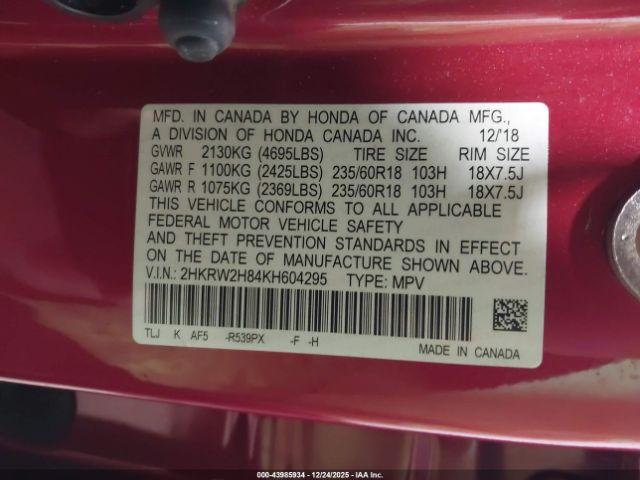 MFD. IN CANADA BY HONDA OF CANADA MFG.,
A DIVISION OF HONDA CANADA INC. 12/'18
GVWR 2130KG (4695LBS) TIRE SIZE RIM SIZE
GAWR F 1100KG (2425LBS) 235/60R18 103H 18X7.5J
GAWR R 1075KG (2369LBS) 235/60R18 103H 18X7.5J
THIS VEHICLE CONFORMS TO ALL APPLICABLE
FEDERAL MOTOR VEHICLE SAFETY
AND THEFT PREVENTION STANDARDS IN EFFECT
ON THE DATE OF MANUFACTURE SHOWN ABOVE.
V.I.N.: 2HKRW2H84KH604295 TYPE: MPV
TLJ K AF5 -R539PX -F -H
MADE IN CANADA
000-43985934 - 12/24/2025 - IAA Inc.